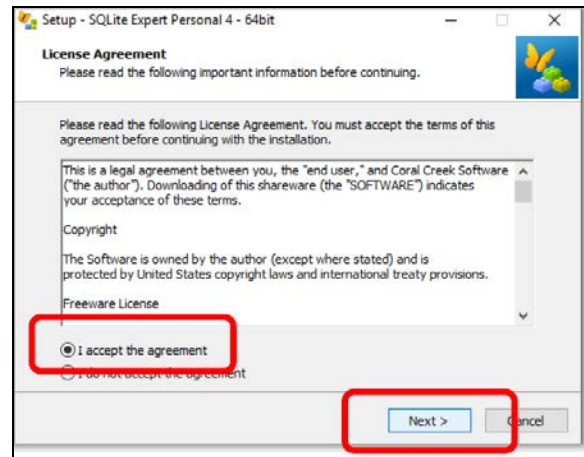 Setup - SQLite Expert Personal 4 - 64bit
License Agreement
Please read the following important information before continuing.
Please read the following License Agreement. You must accept the terms of this
agreement before continuing with the installation.
This is a legal agreement between you, the "end user," and Coral Creek Software
("the author"). Downloading of this shareware (the "SOFTWARE") indicates
your acceptance of these terms.
Copyright
The Software is owned by the author (except where stated) and is
protected by United States copyright laws and international treaty provisions.
Freeware License
I accept the agreement
I do not accept the agreement
Next >
Cancel